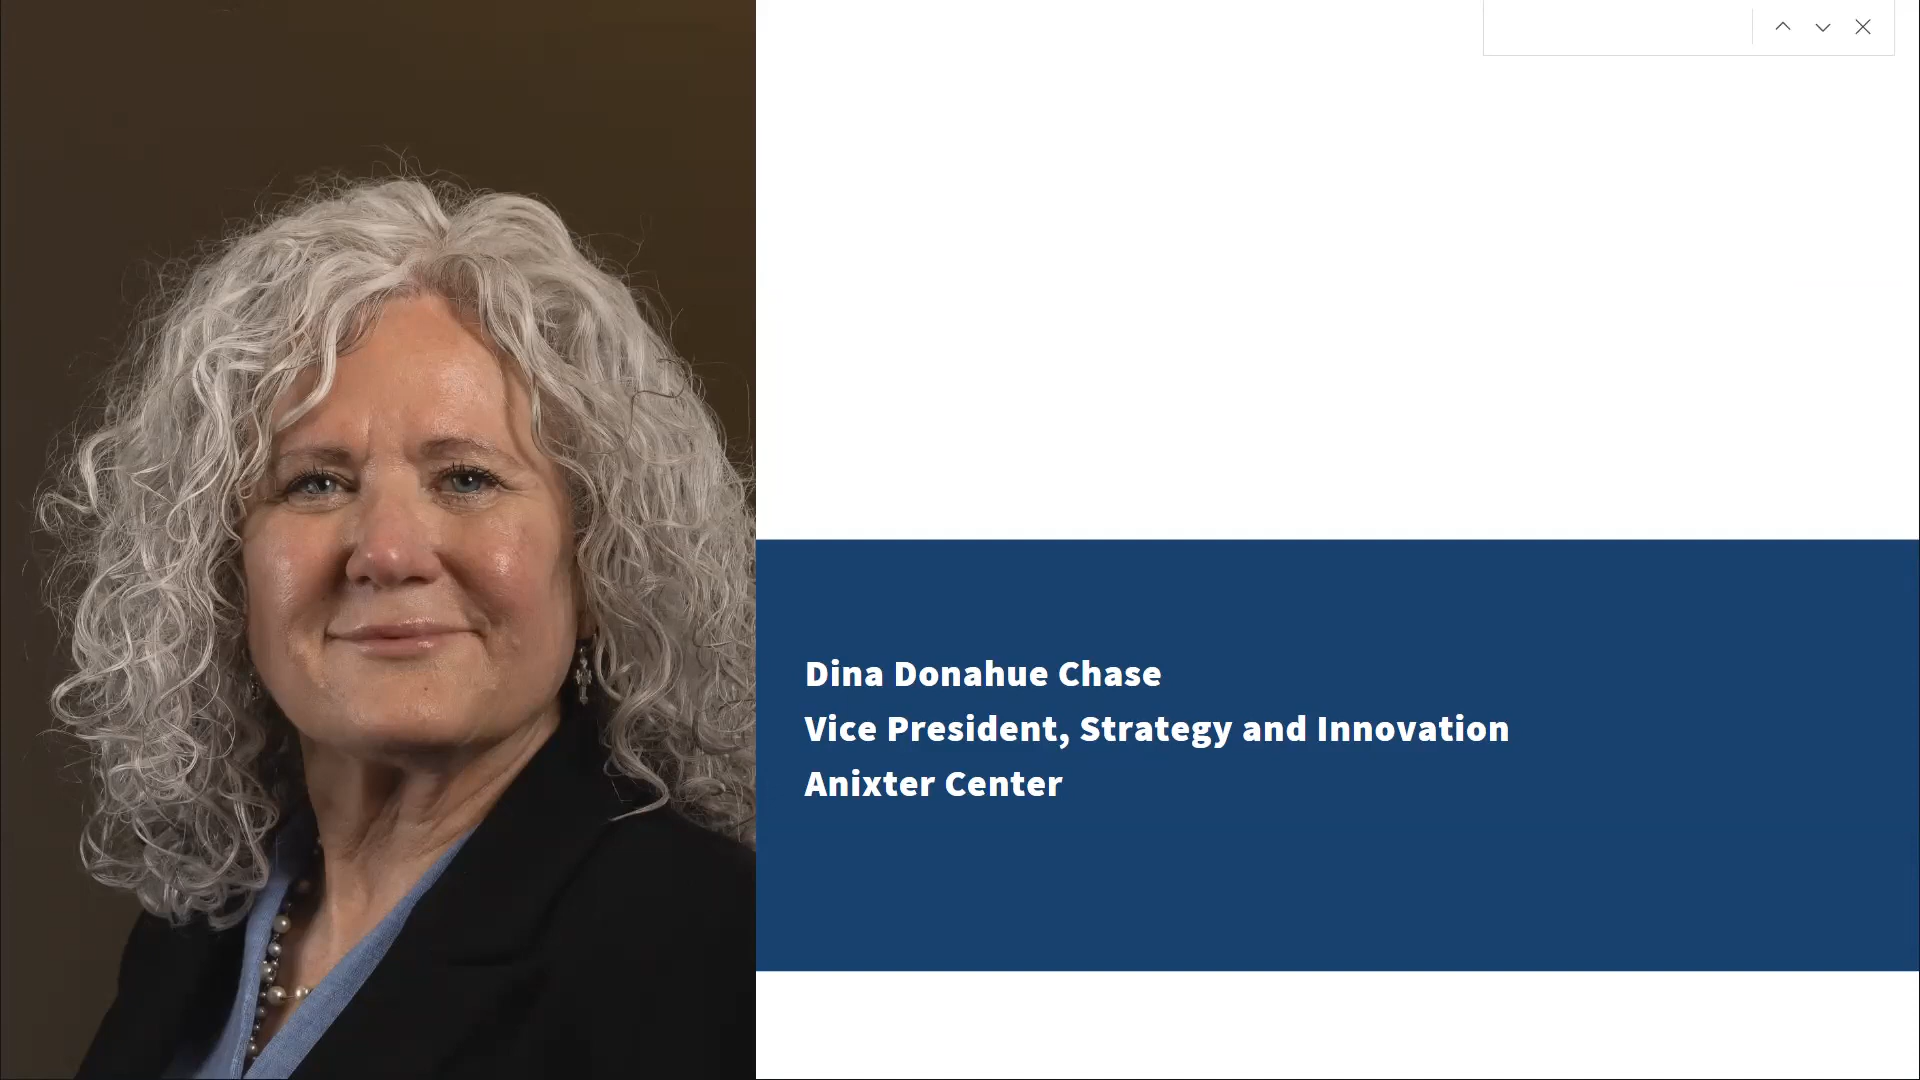 Dina Donahue Chase
Vice President, Strategy and Innovation
Anixter Center